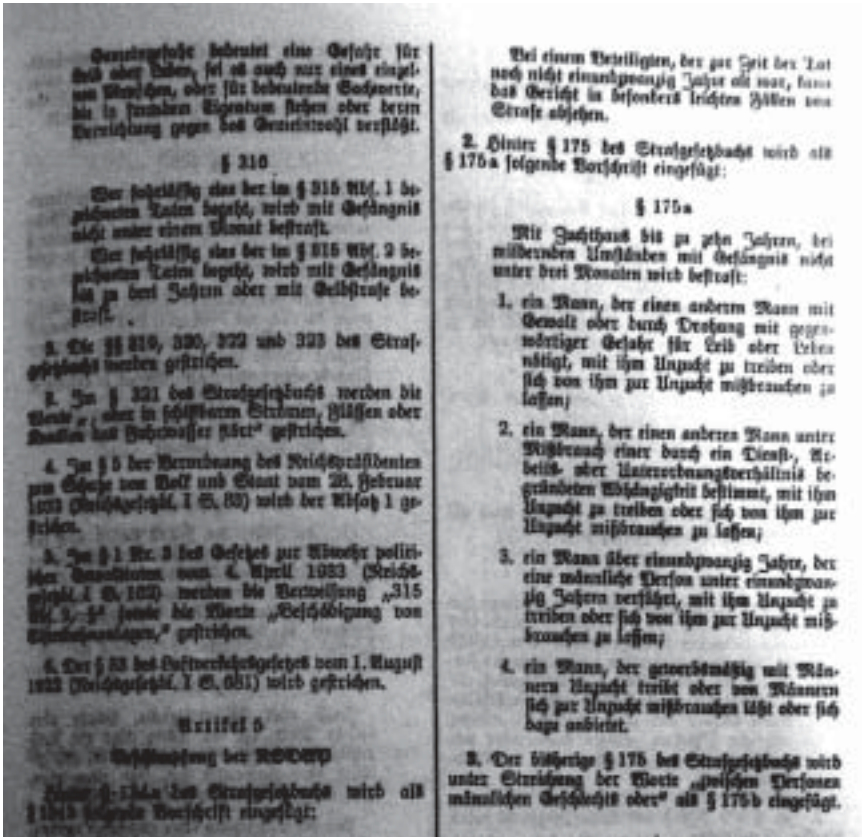 Gemeingefahr bedeutet eine Gefahr für
Leib oder Leben, sei es auch nur eines einzel-
nen Menschen, oder für bedeutende Sachwerte,
die in fremdem Eigentum stehen oder deren
Vernichtung gegen das Gemeinwohl verstößt.
§ 316
Wer fahrlässig eine der im § 315 Abs. 1 be-
zeichneten Taten begeht, wird mit Gefängnis
nicht unter einem Monat bestraft.
Wer fahrlässig eine der im § 315 Abs. 2 be-
zeichneten Taten begeht, wird mit Gefängnis
bis zu drei Jahren oder mit Geldstrafe be-
straft.
2. Die §§ 319, 320, 322 und 323 des Straf-
gesetzbuchs werden gestrichen.
3. Im § 321 des Strafgesetzbuchs werden die
Worte „, oder in schiffbaren Strömen, Flüssen oder
Kanälen das Fahrwasser stört“ gestrichen.
4. Im § 5 der Verordnung des Reichspräsidenten
zum Schutze von Volk und Staat vom 28. Februar
1933 (Reichsgesetzbl. I S. 83) wird der Absatz 1 ge-
strichen.
5. Im § 1 Nr. 3 des Gesetzes zur Abwehr politi-
scher Gewalttaten vom 4. April 1933 (Reichs-
gesetzbl. I S. 162) werden die Verweisung „315
Abs. 2,“ sowie die Worte „Beschädigung von
Eisenbahnanlagen,“ gestrichen.
6. Der § 33 des Luftverkehrsgesetzes vom 1. August
1922 (Reichsgesetzbl. I S. 681) wird gestrichen.
Artikel 5
Beschimpfung der NSDAP
Hinter § 134a des Strafgesetzbuchs wird als
§ 134b folgende Vorschrift eingefügt:
Bei einem Beteiligten, der zur Zeit der Tat
noch nicht einundzwanzig Jahre alt war, kann
das Gericht in besonders leichten Fällen von
Strafe absehen.
2. Hinter § 175 des Strafgesetzbuchs wird als
§ 175a folgende Vorschrift eingefügt:
§ 175a
Mit Zuchthaus bis zu zehn Jahren, bei
mildernden Umständen mit Gefängnis nicht
unter drei Monaten wird bestraft:
1. ein Mann, der einen anderen Mann mit
Gewalt oder durch Drohung mit gegen-
wärtiger Gefahr für Leib oder Leben
nötigt, mit ihm Unzucht zu treiben oder
sich von ihm zur Unzucht mißbrauchen zu
lassen;
2. ein Mann, der einen anderen Mann unter
Mißbrauch einer durch ein Dienst-, Ar-
beits- oder Unterordnungsverhältnis be-
gründeten Abhängigkeit bestimmt, mit ihm
Unzucht zu treiben oder sich von ihm zur
Unzucht mißbrauchen zu lassen;
3. ein Mann über einundzwanzig Jahre, der
eine männliche Person unter einundzwan-
zig Jahren verführt, mit ihm Unzucht zu
treiben oder sich von ihm zur Unzucht miß-
brauchen zu lassen;
4. ein Mann, der gewerbsmäßig mit Män-
nern Unzucht treibt oder von Männern
sich zur Unzucht mißbrauchen läßt oder sich
dazu anbietet.
3. Der bisherige § 175 des Strafgesetzbuchs wird
unter Streichung der Worte „zwischen Personen
männlichen Geschlechts oder“ als § 175b eingefügt.